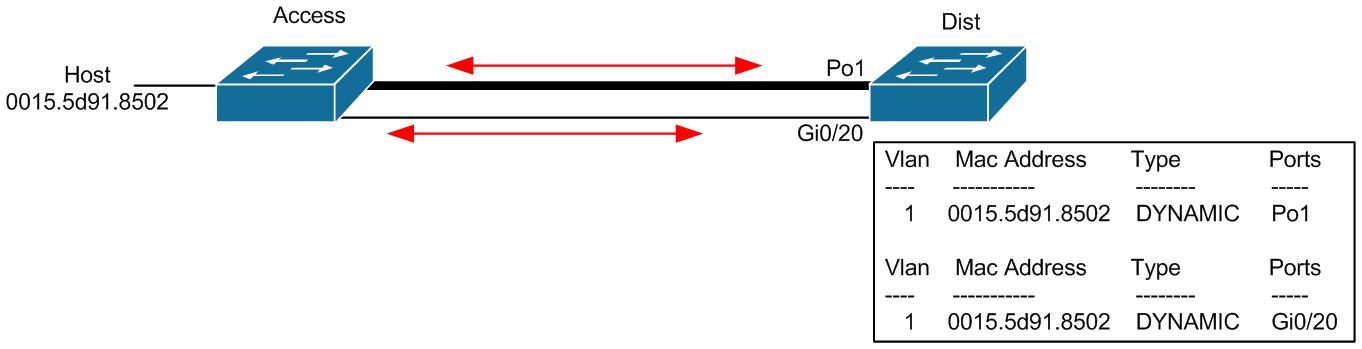 Access
Dist
Host
0015.5d91.8502
Po1
Gi0/20
Vlan Mac Address Type Ports
---- ----------- -------- -----
1 0015.5d91.8502 DYNAMIC Po1
Vlan Mac Address Type Ports
---- ----------- -------- -----
1 0015.5d91.8502 DYNAMIC Gi0/20